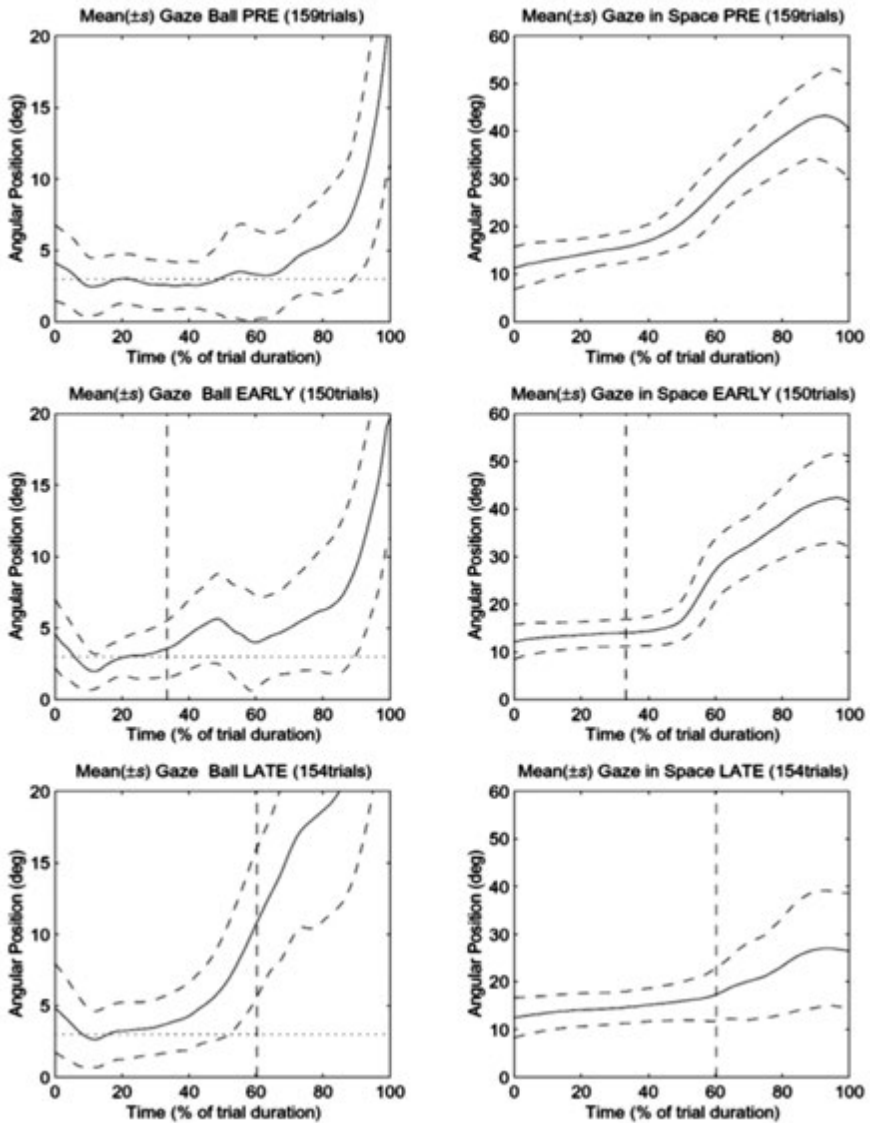 Mean(±s) Gaze Ball PRE (159trials)
20
15
10
5
0
Angular Position (deg)
0 20 40 60 80 100
Time (% of trial duration)
Mean(±s) Gaze in Space PRE (159trials)
60
50
40
30
20
10
0
Angular Position (deg)
0 20 40 60 80 100
Time (% of trial duration)
Mean(±s) Gaze Ball EARLY (150trials)
20
15
10
5
0
Angular Position (deg)
0 20 40 60 80 100
Time (% of trial duration)
Mean(±s) Gaze in Space EARLY (150trials)
60
50
40
30
20
10
0
Angular Position (deg)
0 20 40 60 80 100
Time (% of trial duration)
Mean(±s) Gaze Ball LATE (154trials)
20
15
10
5
0
Angular Position (deg)
0 20 40 60 80 100
Time (% of trial duration)
Mean(±s) Gaze in Space LATE (154trials)
60
50
40
30
20
10
0
Angular Position (deg)
0 20 40 60 80 100
Time (% of trial duration)